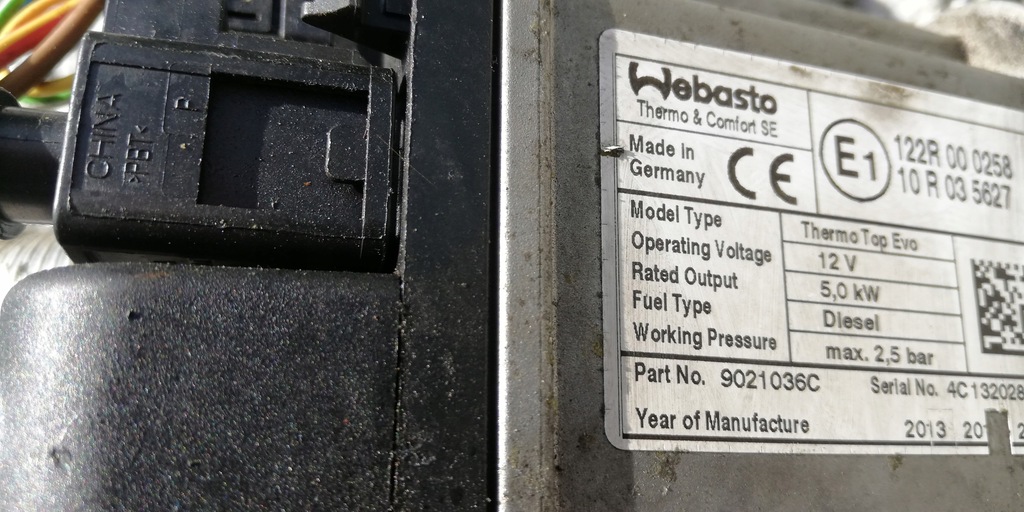 CHINA
>PBT<
P
Webasto
Thermo & Comfort SE
Made in
Germany
CE
E1
122R 00 0258
10 R 03 5627
Model Type Thermo Top Evo
Operating Voltage 12 V
Rated Output 5,0 kW
Fuel Type Diesel
Working Pressure max. 2,5 bar
Part No. 9021036C Serial No. 4C132028
Year of Manufacture 2013